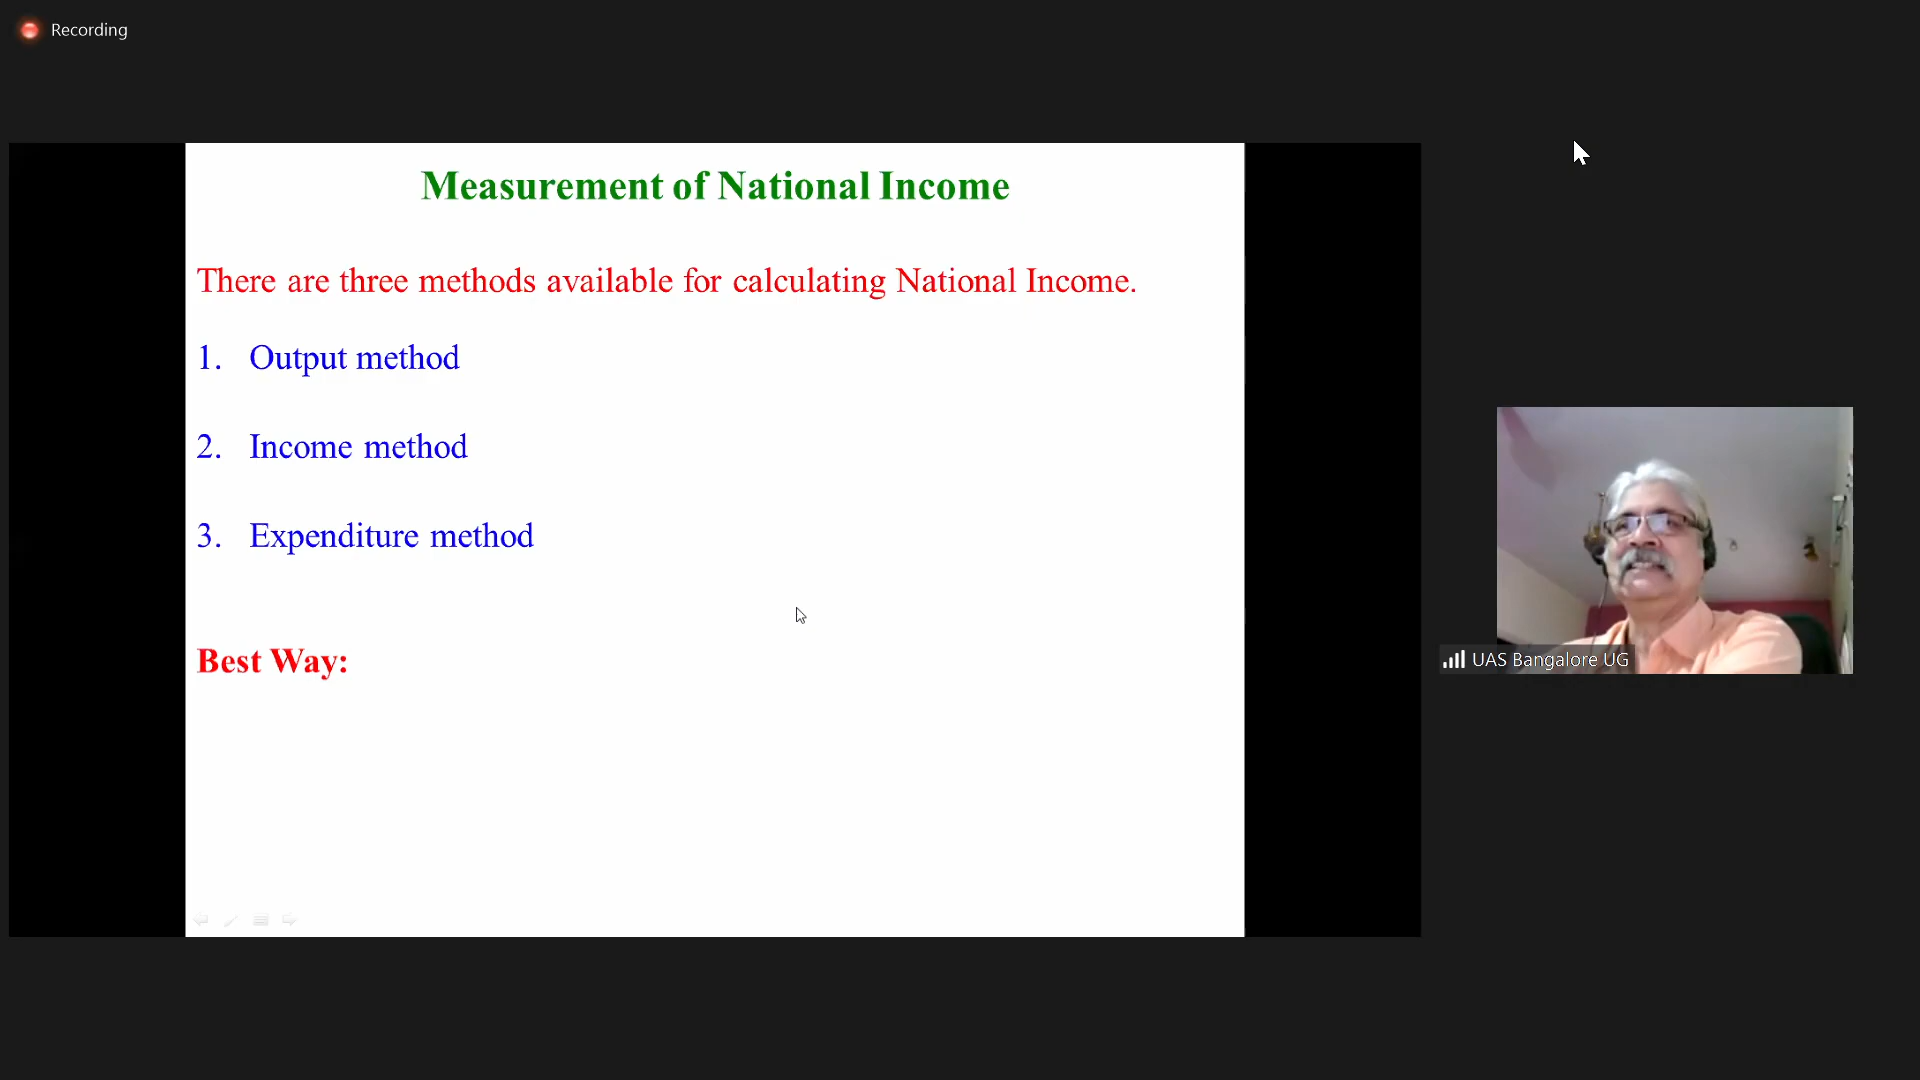 Recording
Measurement of National Income
There are three methods available for calculating National Income.
1. Output method
2. Income method
3. Expenditure method
Best Way:
UAS Bangalore UG